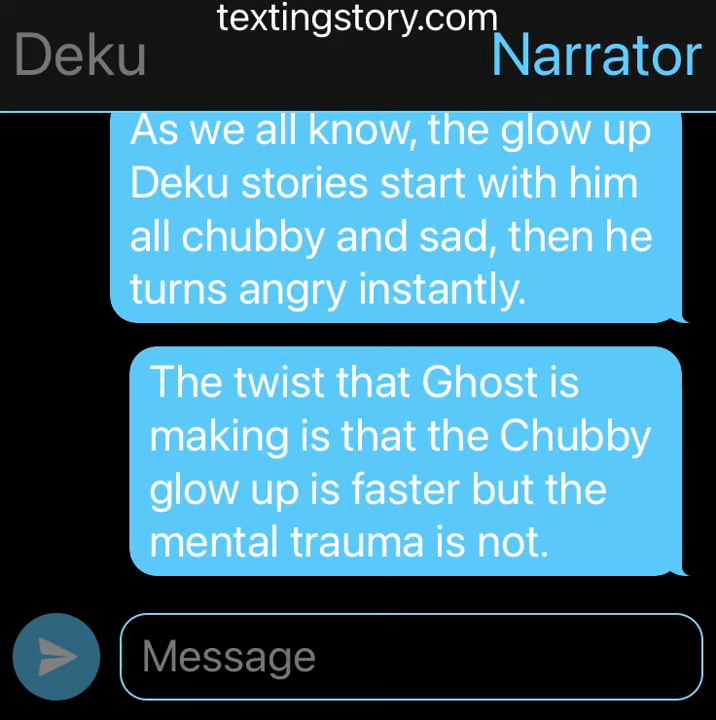 textingstory.com
Deku
Narrator
As we all know, the glow up
Deku stories start with him
all chubby and sad, then he
turns angry instantly.
The twist that Ghost is
making is that the Chubby
glow up is faster but the
mental trauma is not.
Message